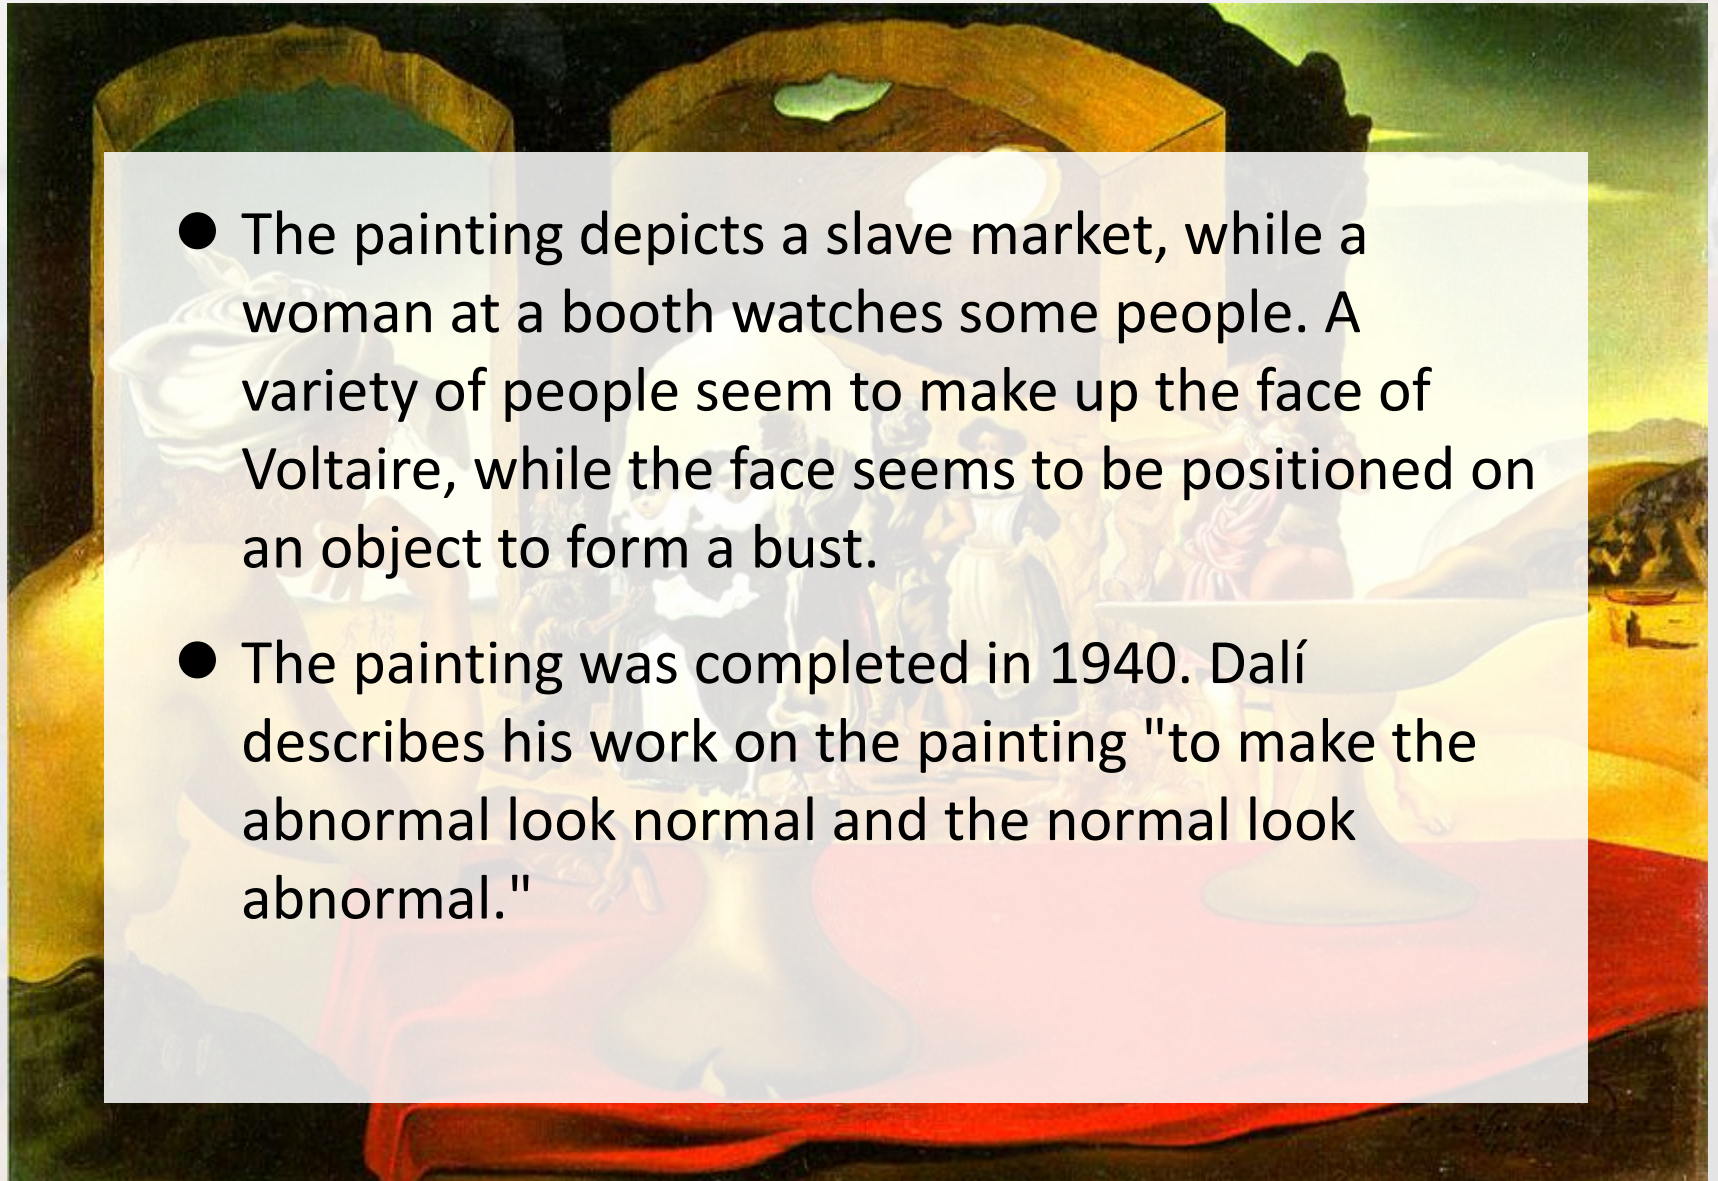 ● The painting depicts a slave market, while a
woman at a booth watches some people. A
variety of people seem to make up the face of
Voltaire, while the face seems to be positioned on
an object to form a bust.
● The painting was completed in 1940. Dalí
describes his work on the painting "to make the
abnormal look normal and the normal look
abnormal."